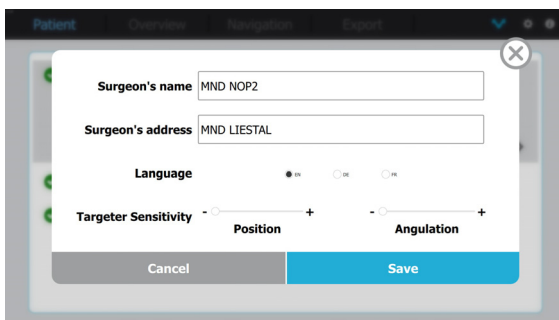 Patient Overview Navigation Export
Surgeon's name MND NOP2
Surgeon's address MND LIESTAL
Language EN DE FR
Targeter Sensitivity - + - +
Position Angulation
Cancel Save